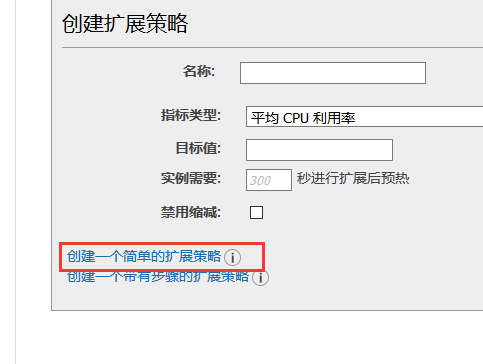 创建扩展策略
名称:
指标类型: 平均 CPU 利用率
目标值:
实例需要: 300 秒进行扩展后预热
禁用缩减:
创建一个简单的扩展策略
创建一个带有步骤的扩展策略